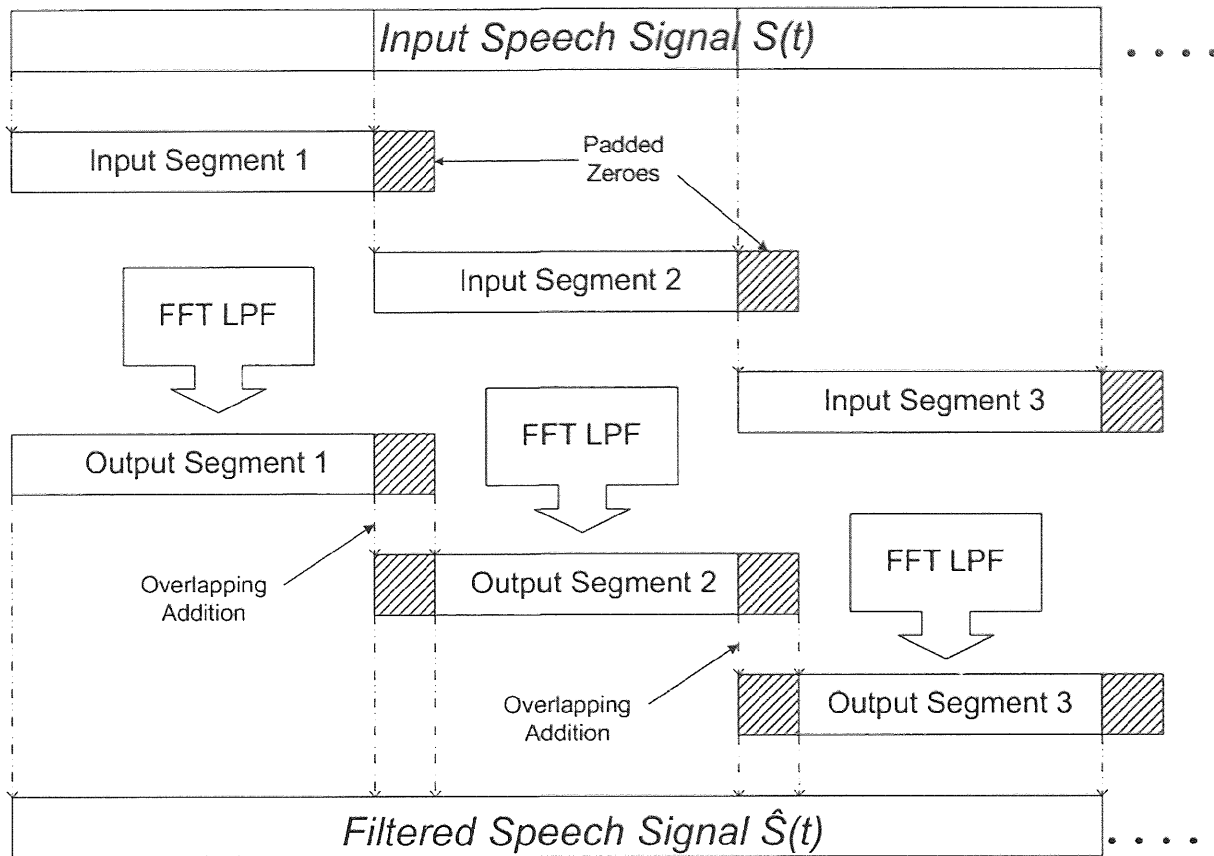 Input Speech Signal S(t)
. . . .
Input Segment 1
Padded
Zeroes
Input Segment 2
FFT LPF
Input Segment 3
FFT LPF
Output Segment 1
FFT LPF
Overlapping
Addition
Output Segment 2
Overlapping
Addition
Output Segment 3
Filtered Speech Signal Ŝ(t)
. . . .